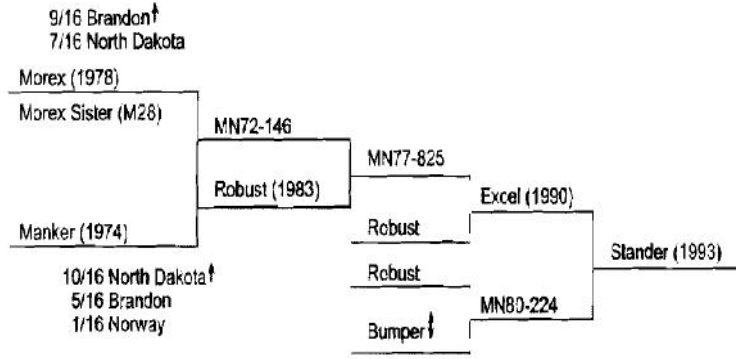 9/16 Brandon†
7/16 North Dakota
Morex (1978)
Morex Sister (M28)
MN72-146
MN77-825
Robust (1983)
Excel (1990)
Manker (1974)
Robust
Stander (1993)
10/16 North Dakota†
Robust
5/16 Brandon
MN80-224
1/16 Norway
Bumper‡